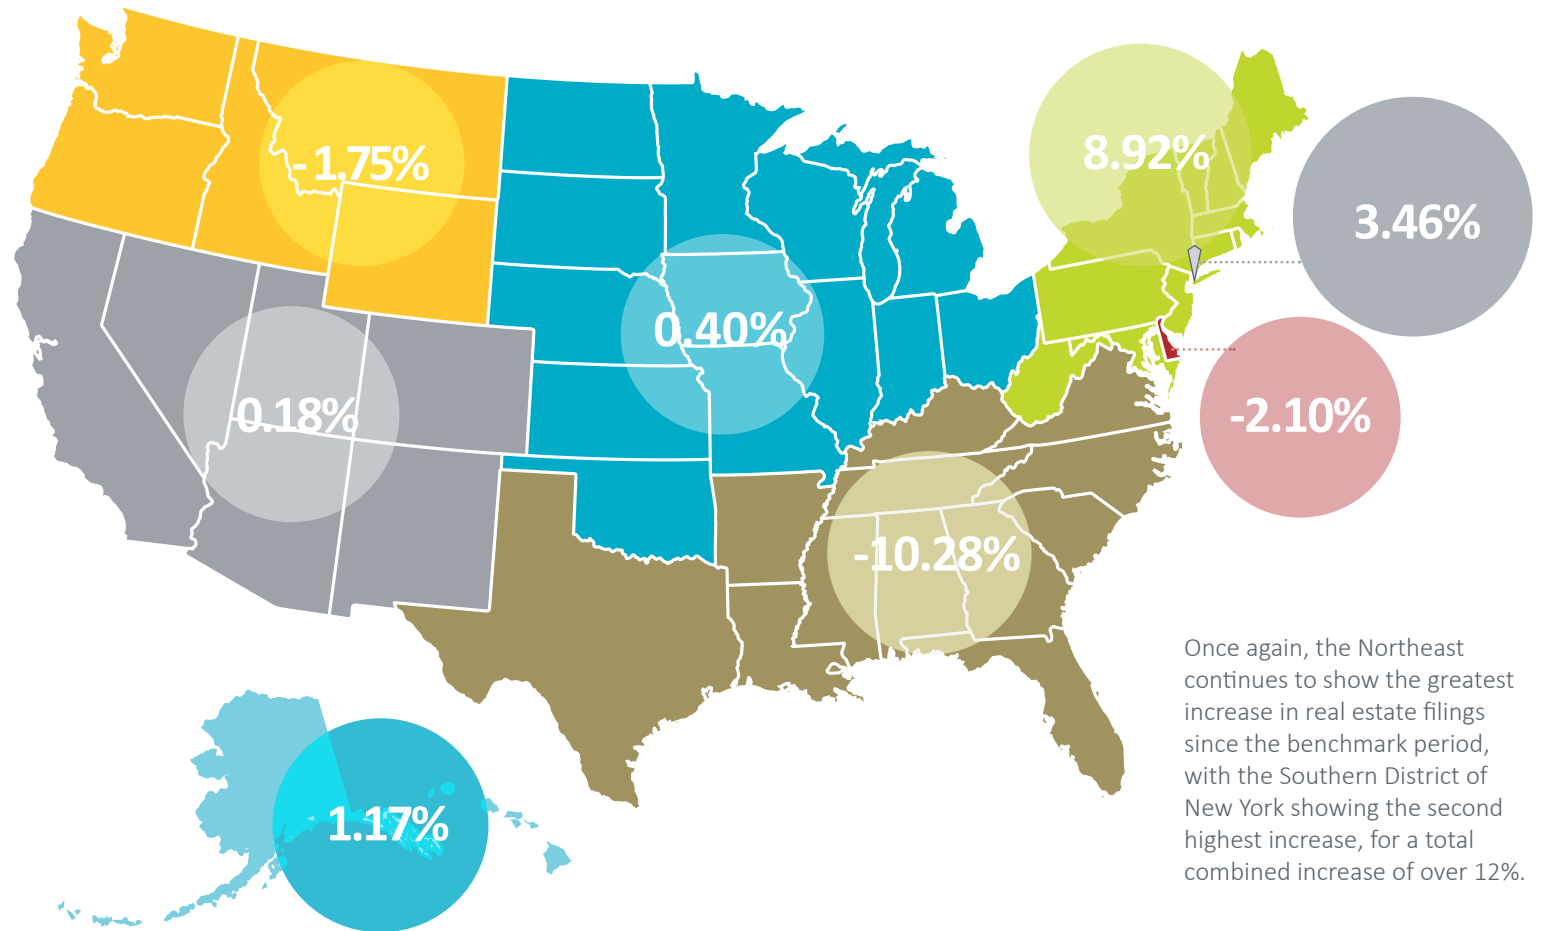 8.92%
-1.75%
3.46%
0.40%
0.18%
-2.10%
-10.28%
1.17%
Once again, the Northeast
continues to show the greatest
increase in real estate filings
since the benchmark period,
with the Southern District of
New York showing the second
highest increase, for a total
combined increase of over 12%.